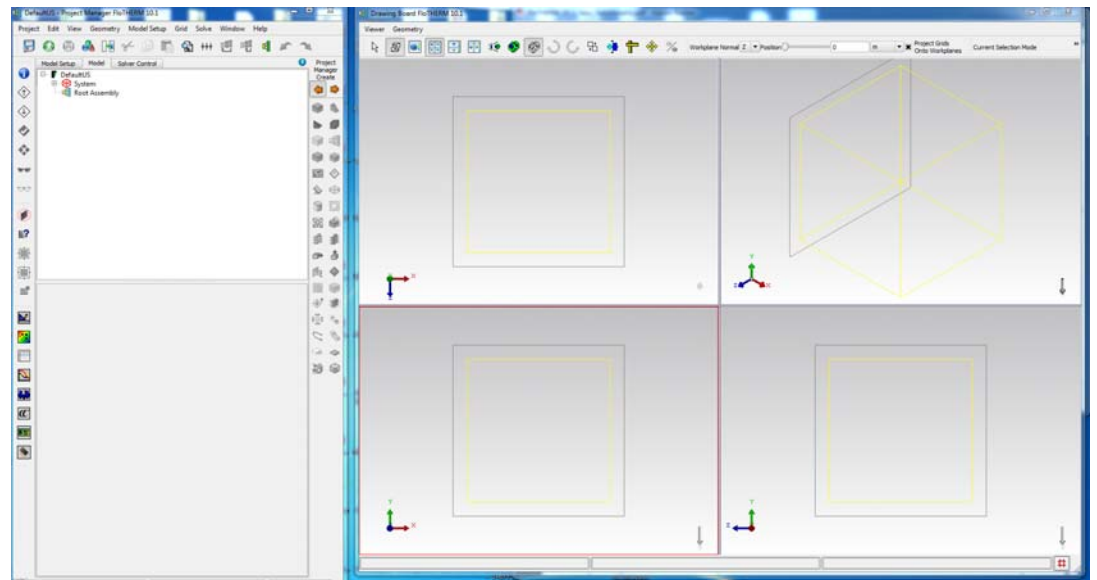 DefaultUS - Project Manager FloTHERM 10.1
Project Edit View Geometry Model Setup Grid Solve Window Help
Model Setup Model Solver Control
DefaultUS
System
Root Assembly
Project
Manager
Create
Drawing Board FloTHERM 10.1
Viewer Geometry
Workplane Normal Z Position 0 m Project Grids
Onto Workplanes
Current Selection Mode
X
Z
Y
Z
X
Y
X
Y
Z